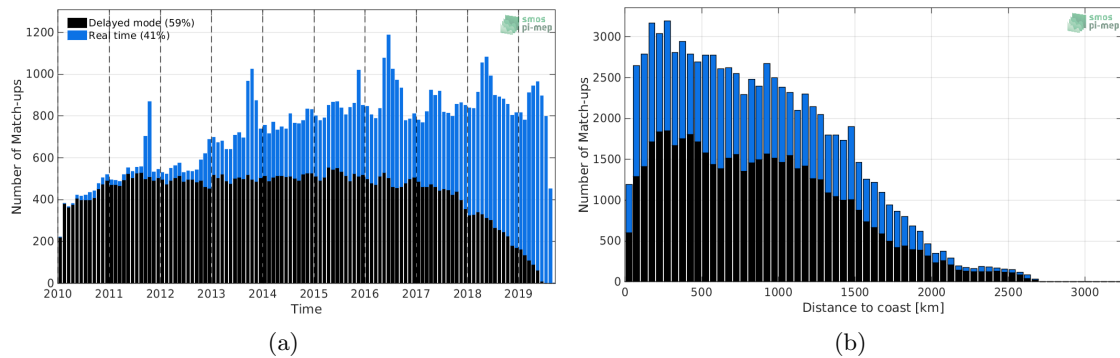 Delayed mode (59%)
Real time (41%)
smos
pi-mep
Number of Match-ups
1200
1000
800
600
400
200
0
2010 2011 2012 2013 2014 2015 2016 2017 2018 2019
Time
(a)
smos
pi-mep
Number of Match-ups
3000
2500
2000
1500
1000
500
0
0 500 1000 1500 2000 2500 3000
Distance to coast [km]
(b)